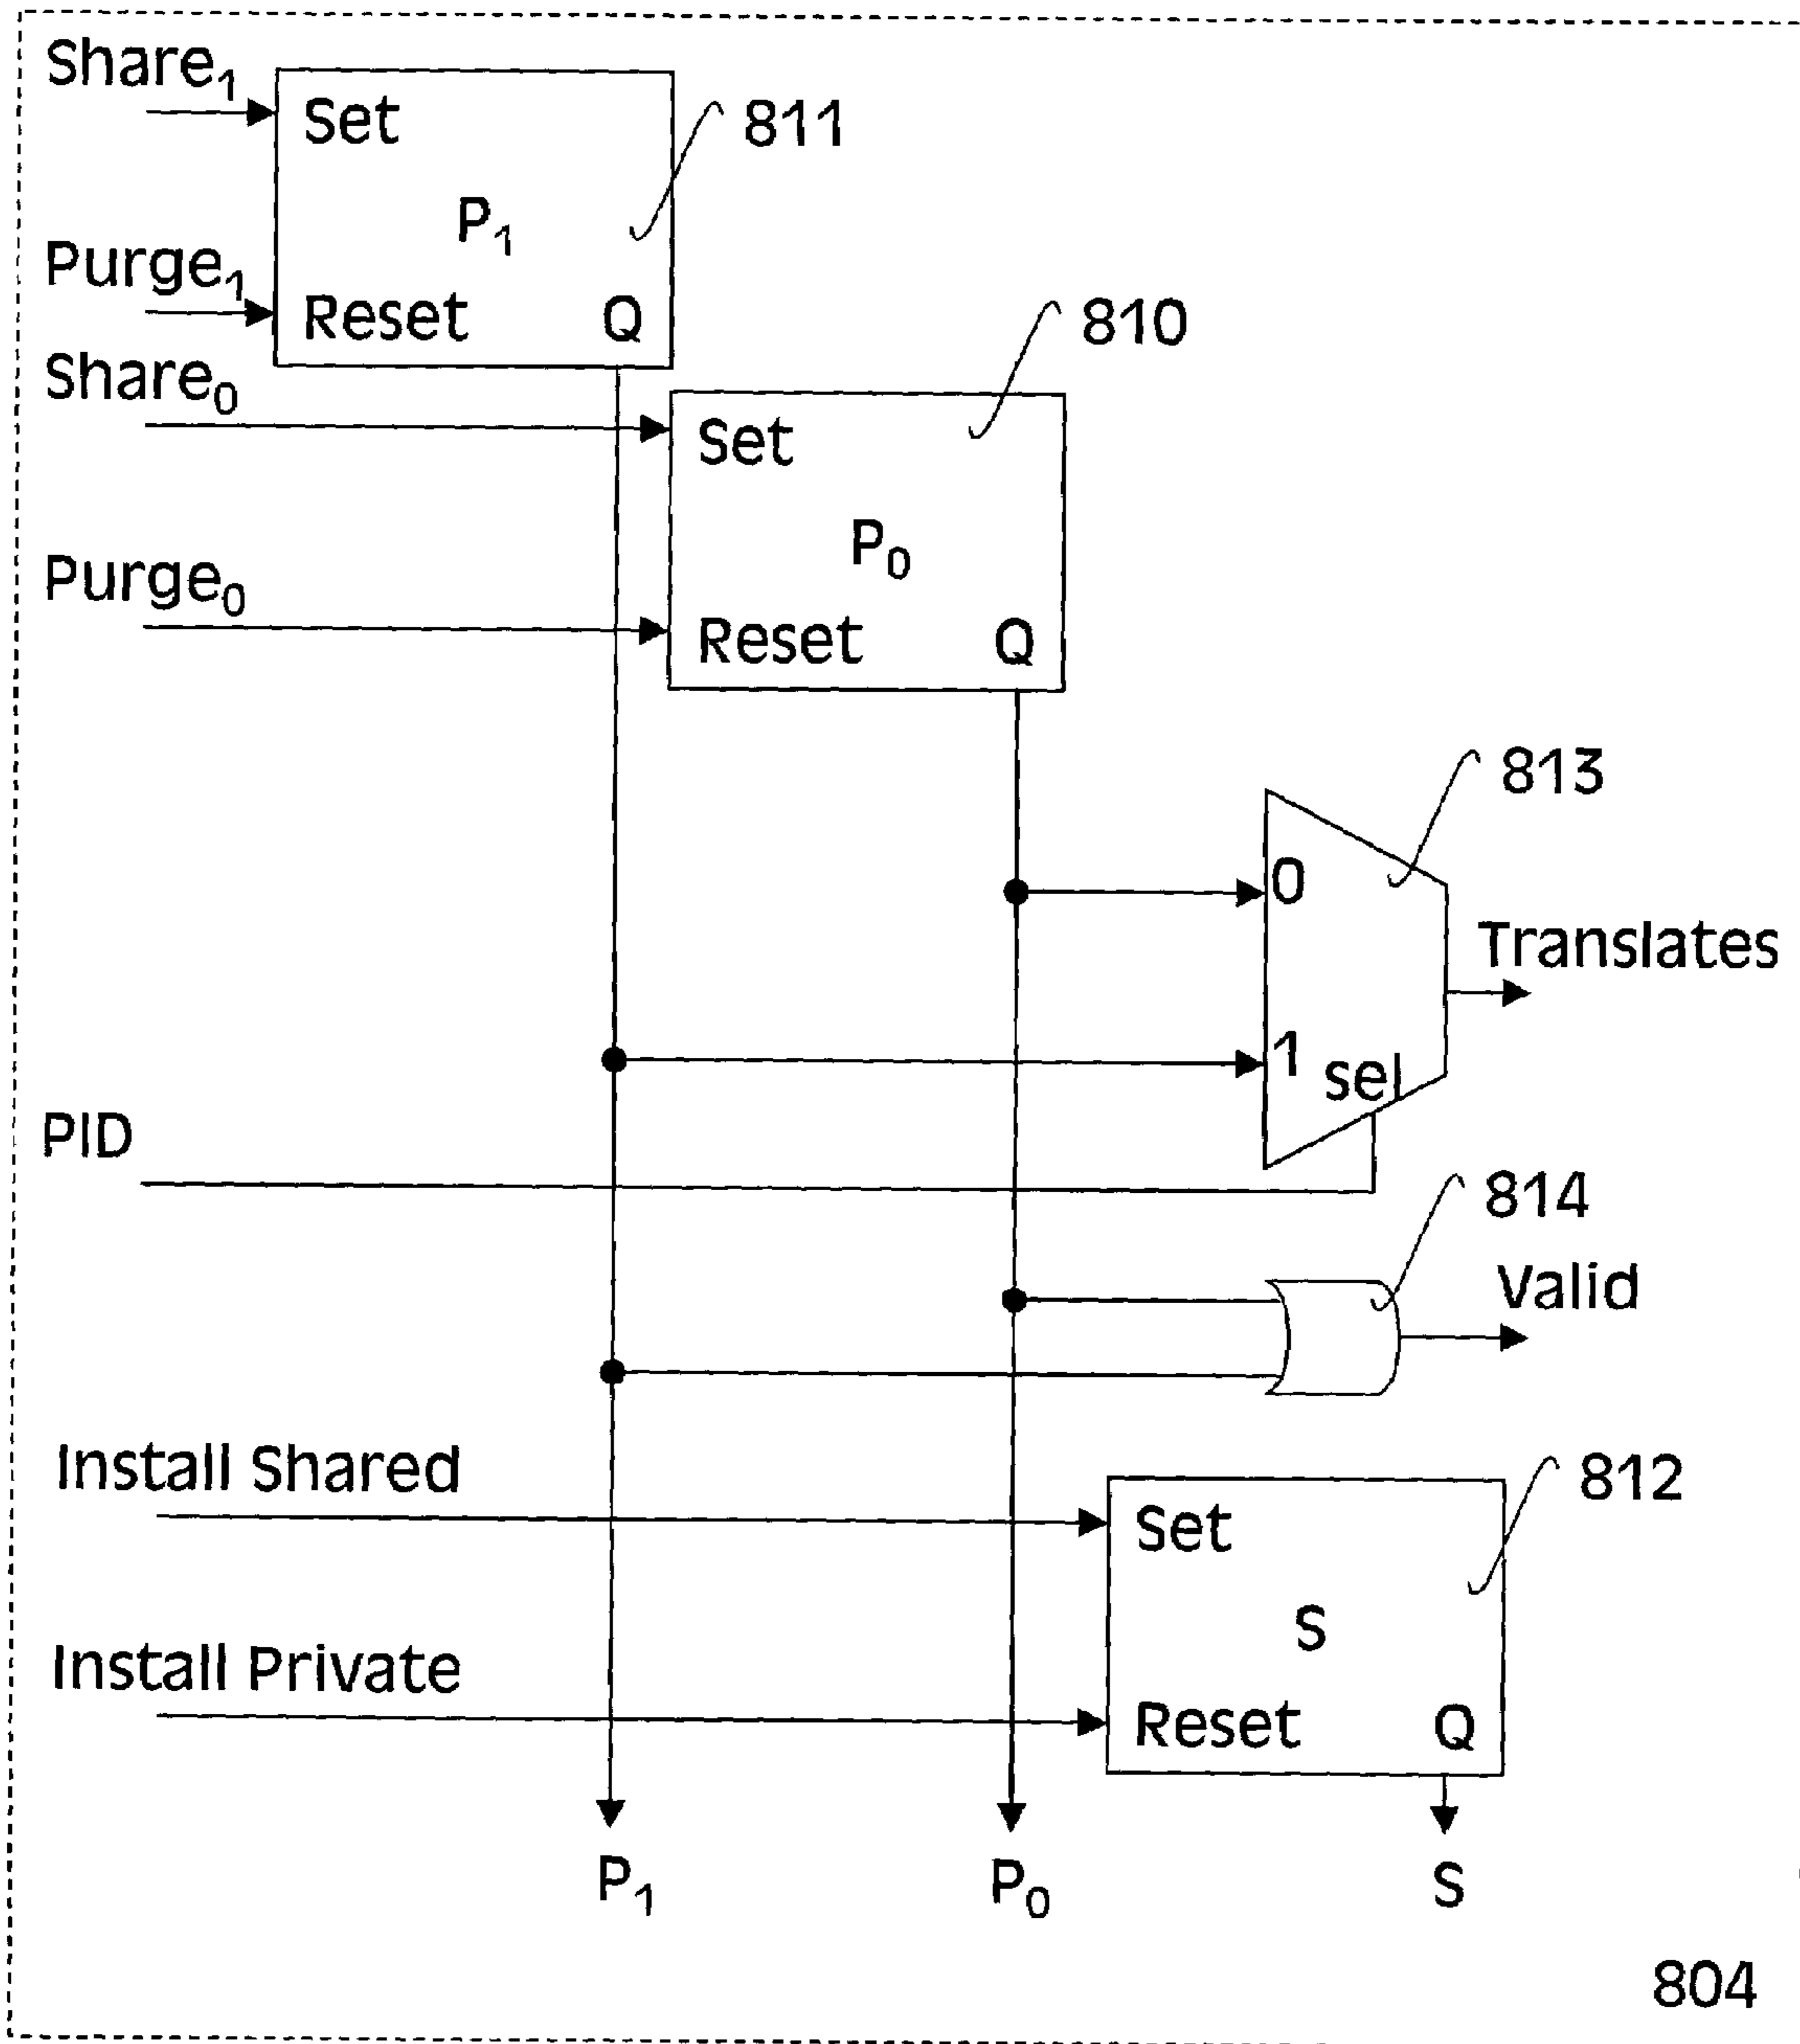 Share₁
Set
811
P₁
Purge₁
Reset Q
810
Share₀
Set
P₀
Purge₀
Reset Q
813
0
Translates
1 sel
PID
814
Valid
Install Shared
812
Set
S
Install Private
Reset Q
P₁ P₀ S
804